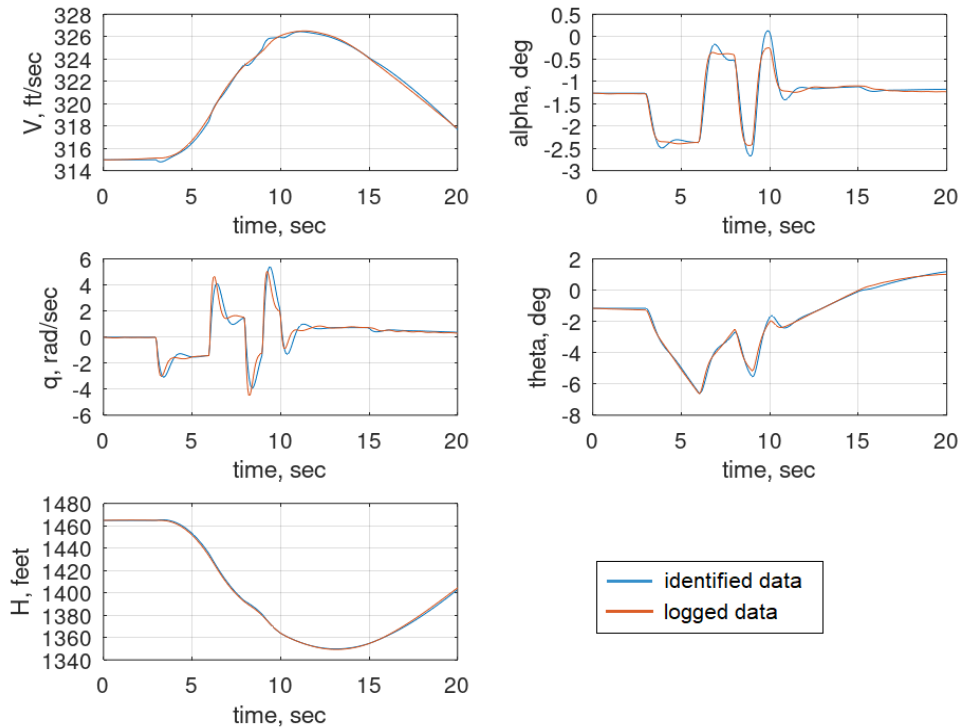 328
326
324
322
320
318
316
314
V, ft/sec
0 5 10 15 20
time, sec
0.5
0
-0.5
-1
-1.5
-2
-2.5
-3
alpha, deg
0 5 10 15 20
time, sec
6
4
2
0
-2
-4
-6
q, rad/sec
0 5 10 15 20
time, sec
2
0
-2
-4
-6
-8
theta, deg
0 5 10 15 20
time, sec
1480
1460
1440
1420
1400
1380
1360
1340
H, feet
0 5 10 15 20
time, sec
identified data
logged data